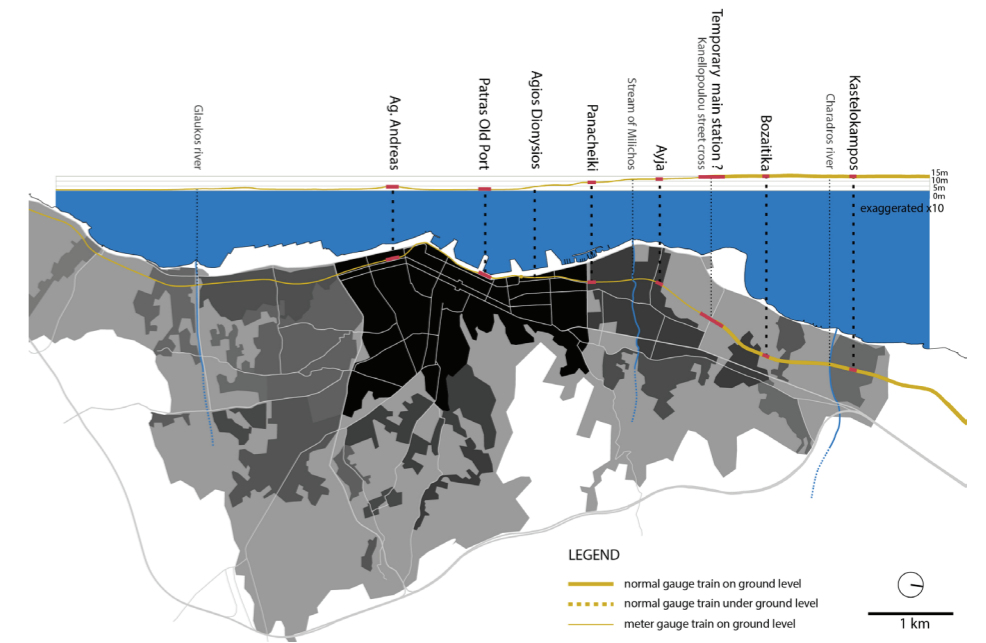 Glaukos river
Ag. Andreas
Patras Old Port
Agios Dionysios
Panacheiki
Stream of Milichos
Ayja
Kanellopoulou street cross
Temporary main station ?
Bozaitika
Charadros river
Kastelokampos
15m
10m
5m
0m
exaggerated x10
LEGEND
normal gauge train on ground level
normal gauge train under ground level
meter gauge train on ground level
1 km